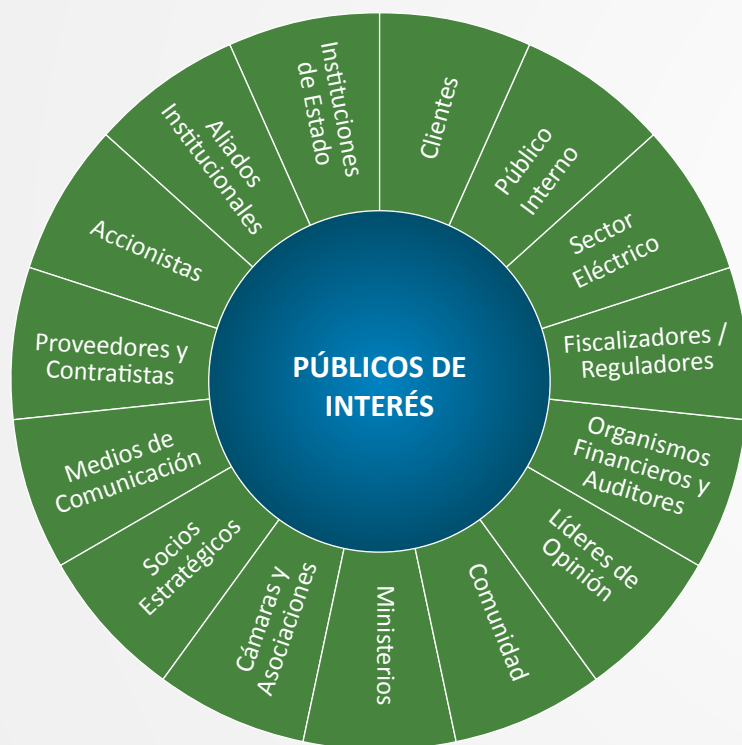 PÚBLICOS DE
INTERÉS
Clientes
Público
Interno
Sector
Eléctrico
Fiscalizadores /
Reguladores
Organismos
Financieros y
Auditores
Líderes de
Opinión
Comunidad
Ministerios
Cámaras y
Asociaciones
Socios
Estratégicos
Medios de
Comunicación
Proveedores y
Contratistas
Accionistas
Aliados
Institucionales
Instituciones
de Estado